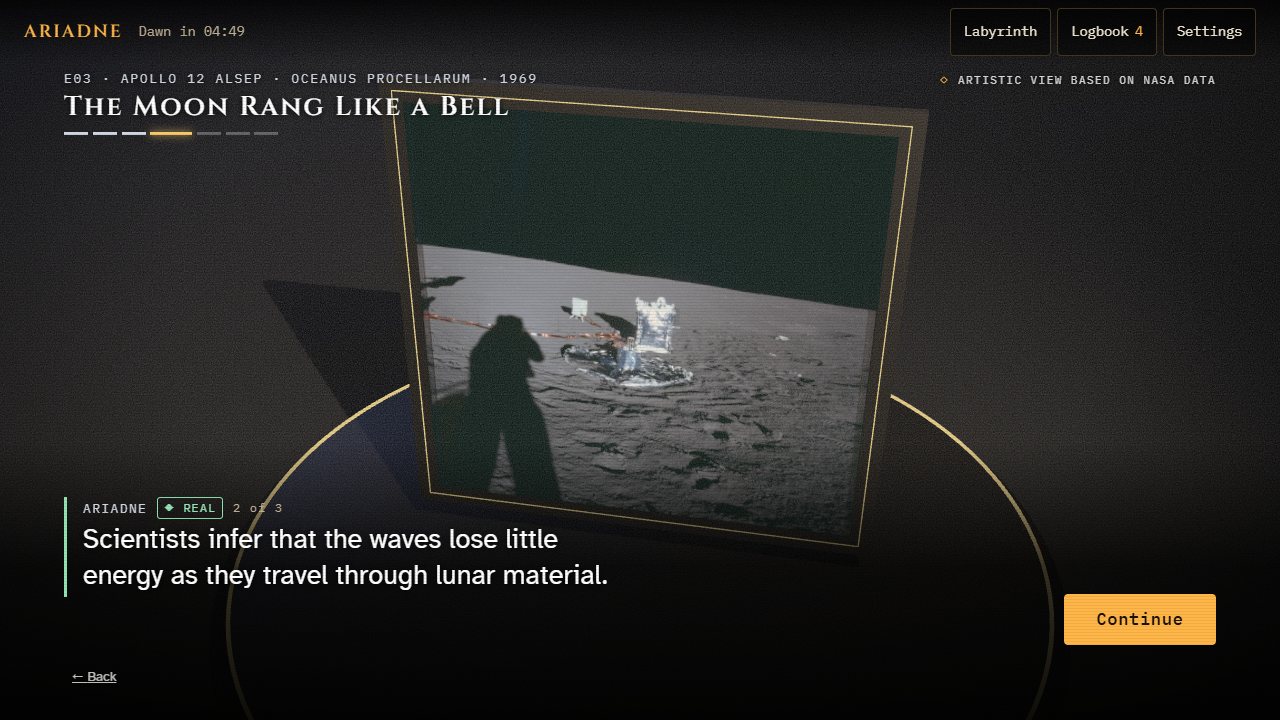 ARIADNE Dawn in 04:49 Labyrinth Logbook 4 Settings
E03 · APOLLO 12 ALSEP · OCEANUS PROCELLARUM · 1969
◇ ARTISTIC VIEW BASED ON NASA DATA
The Moon Rang Like a Bell
ARIADNE ◆ REAL 2 of 3
Scientists infer that the waves lose little
energy as they travel through lunar material.
Continue
← Back